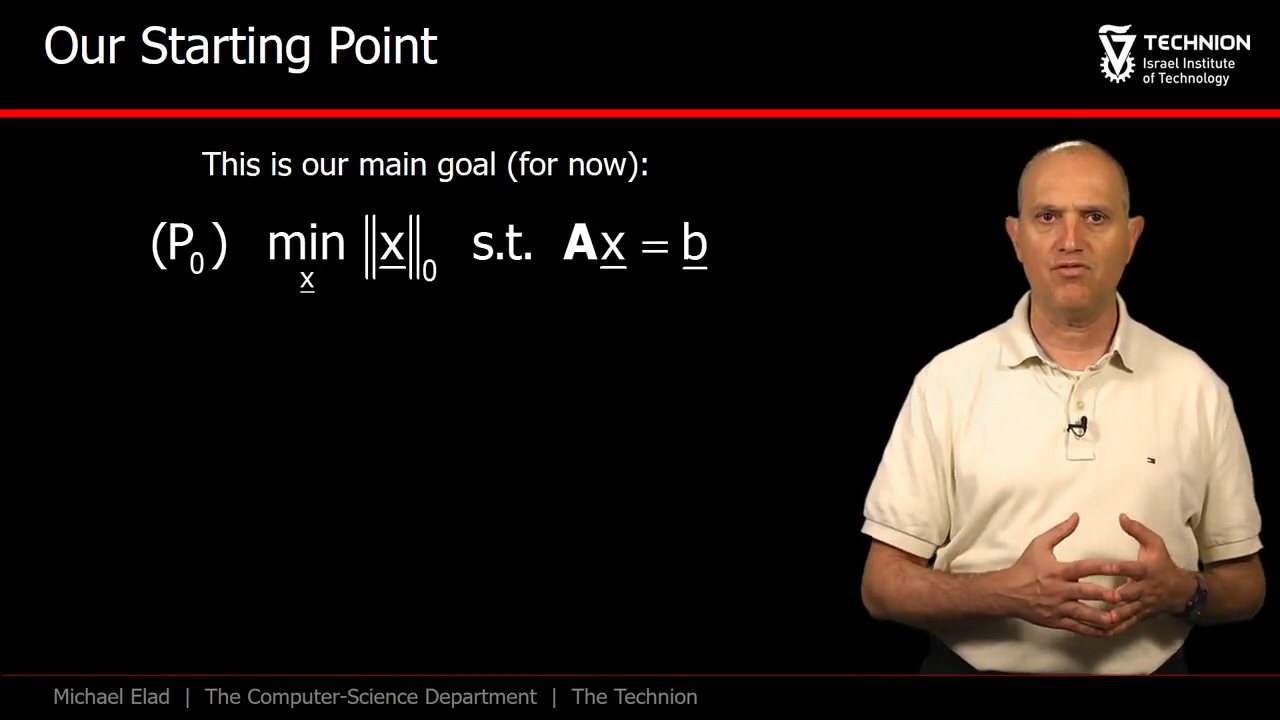 Our Starting Point
TECHNION
Israel Institute
of Technology
This is our main goal (for now):
(P₀) min ‖x‖₀ s.t. Ax = b
x
Michael Elad | The Computer-Science Department | The Technion